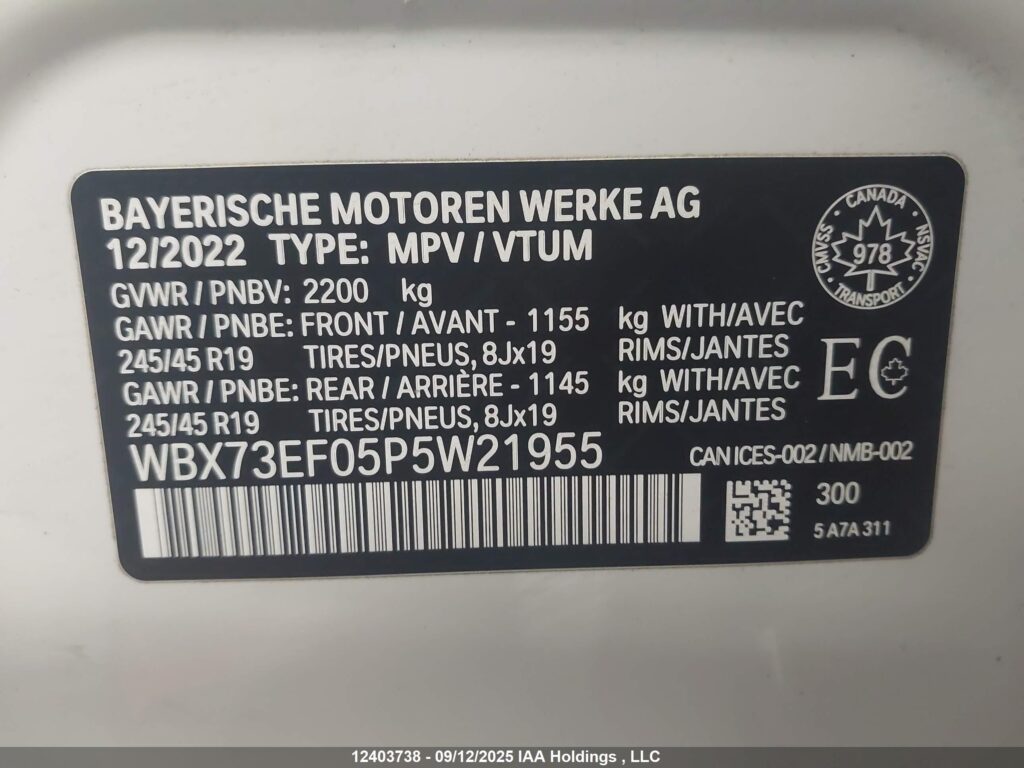 BAYERISCHE MOTOREN WERKE AG
12/2022 TYPE: MPV / VTUM
GVWR / PNBV: 2200 kg
GAWR / PNBE: FRONT / AVANT - 1155 kg WITH/AVEC
245/45 R19 TIRES/PNEUS, 8Jx19 RIMS/JANTES
GAWR / PNBE: REAR / ARRIÈRE - 1145 kg WITH/AVEC
245/45 R19 TIRES/PNEUS, 8Jx19 RIMS/JANTES
WBX73EF05P5W21955
CANADA
CMVSS
978
NSVAC
TRANSPORT
EC
CAN ICES-002 / NMB-002
300
5 A7A 311
12403738 - 09/12/2025 IAA Holdings , LLC